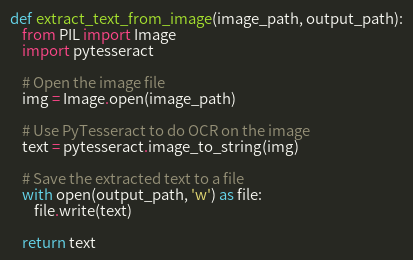 def extract_text_from_image(image_path, output_path):
    from PIL import Image
    import pytesseract

    # Open the image file
    img = Image.open(image_path)

    # Use PyTesseract to do OCR on the image
    text = pytesseract.image_to_string(img)

    # Save the extracted text to a file
    with open(output_path, 'w') as file:
        file.write(text)

    return text